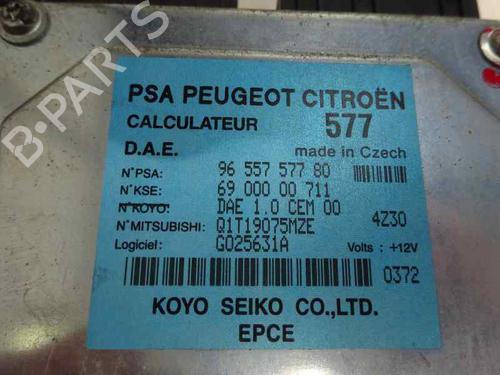 PSA PEUGEOT CITROËN
CALCULATEUR 577
D.A.E. made in Czech
N°PSA: 96 557 577 80
N°KSE: 69 000 00 711
N°KOYO: DAE 1.0 CEM 00
N°MITSUBISHI: Q1T19075MZE 4Z30
Logiciel: G025631A Volts : +12V
0372
KOYO SEIKO CO.,LTD.
EPCE
B-PARTS